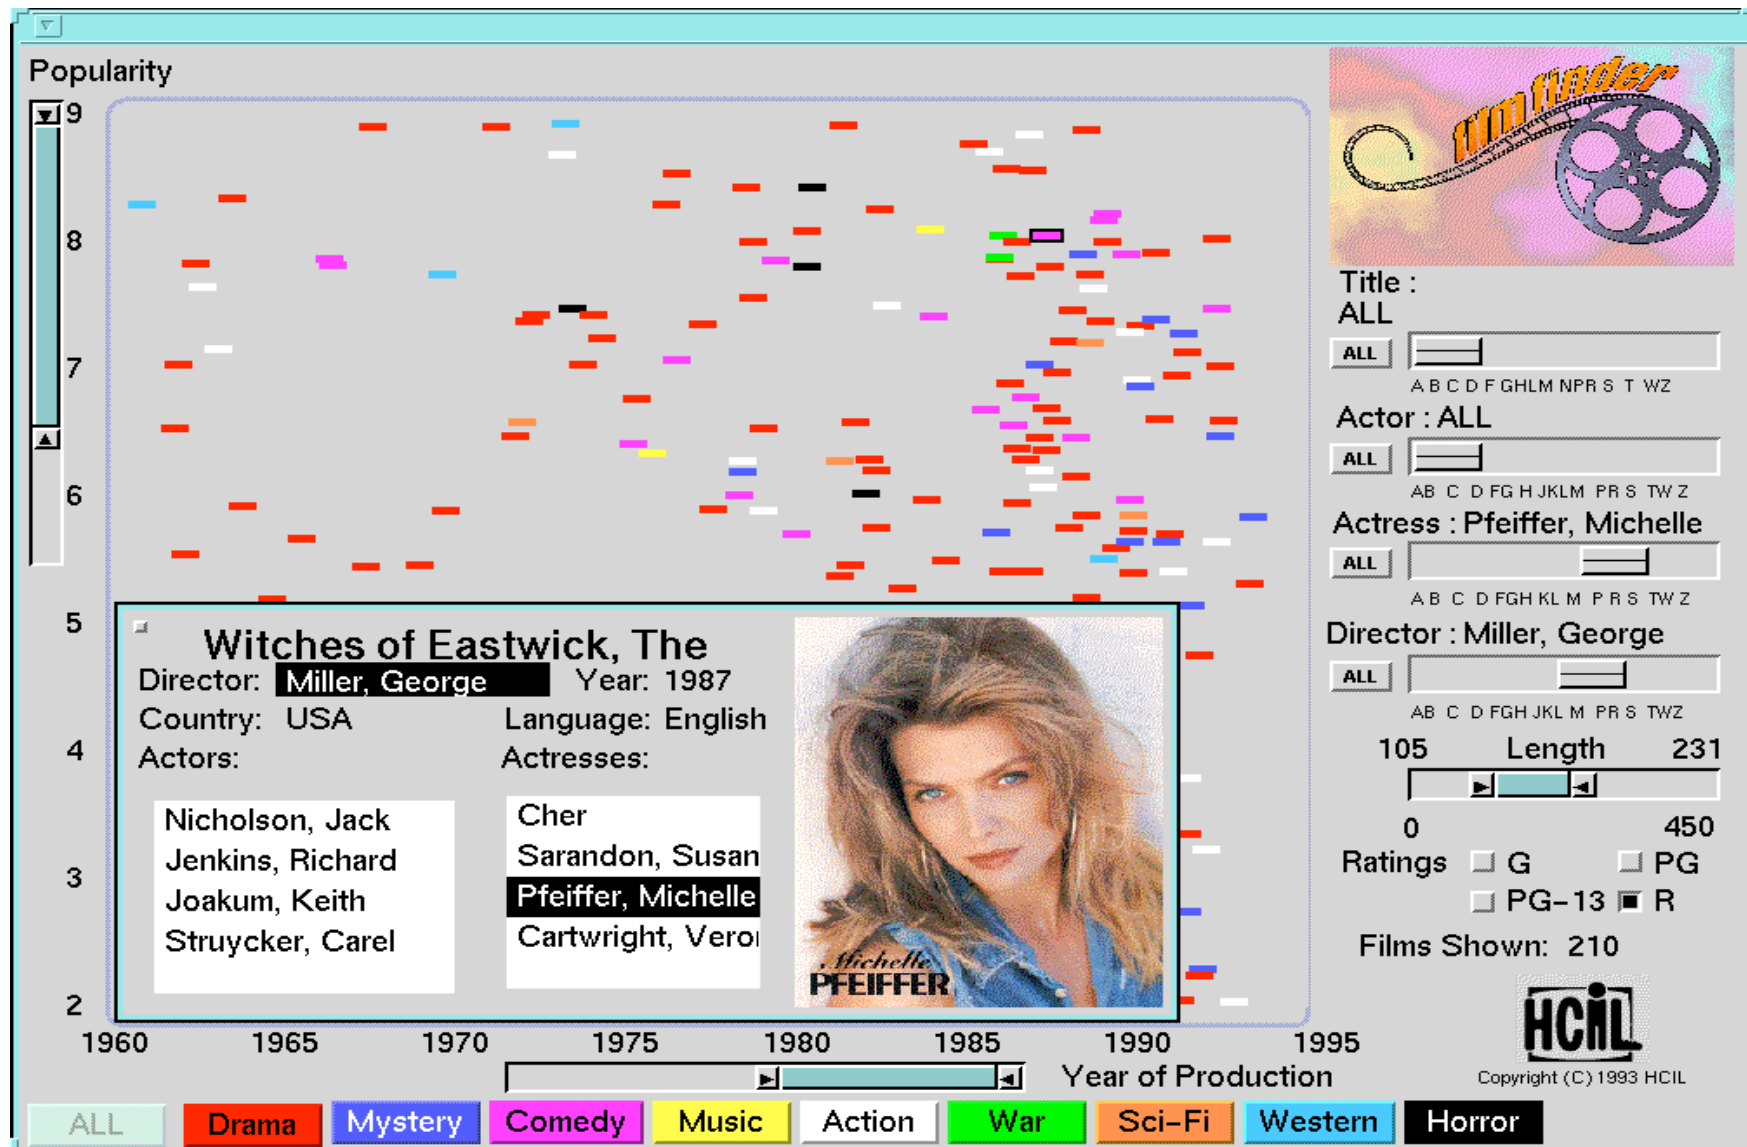 Popularity
9
8
7
6
5
4
3
2
1960 1965 1970 1975 1980 1985 1990 1995
Year of Production
ALL Drama Mystery Comedy Music Action War Sci-Fi Western Horror
Witches of Eastwick, The
Director: Miller, George Year: 1987
Country: USA Language: English
Actors: Actresses:
Nicholson, Jack
Jenkins, Richard
Joakum, Keith
Struycker, Carel
Cher
Sarandon, Susan
Pfeiffer, Michelle
Cartwright, Vero
Michelle
PFEIFFER
film finder
Title :
ALL
ALL
A B C D F GHLM NPR S T WZ
Actor : ALL
ALL
AB C D FG H JKLM PR S TW Z
Actress : Pfeiffer, Michelle
ALL
A B C D FGH KL M P R S TW Z
Director : Miller, George
ALL
AB C D FGH JKL M PR S TWZ
105 Length 231
0 450
Ratings G PG
PG-13 R
Films Shown: 210
HCIL
Copyright (C) 1993 HCIL